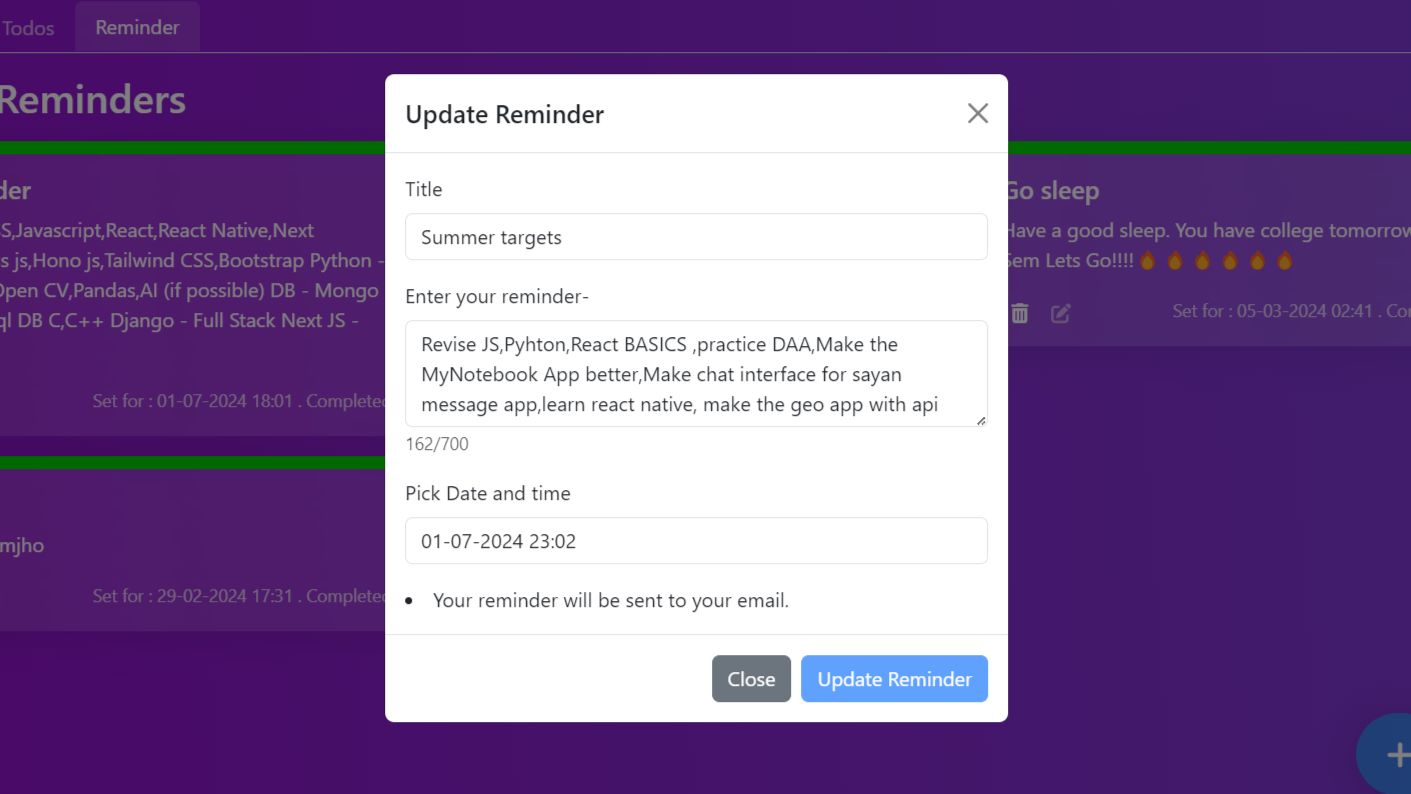 Todos
Reminder
Reminders
Update Reminder
Title
Summer targets
Enter your reminder-
Revise JS,Pyhton,React BASICS ,practice DAA,Make the
MyNotebook App better,Make chat interface for sayan
message app,learn react native, make the geo app with api
162/700
Pick Date and time
01-07-2024 23:02
Your reminder will be sent to your email.
Close
Update Reminder
der
S,Javascript,React,React Native,Next
s js,Hono js,Tailwind CSS,Bootstrap Python -
Open CV,Pandas,AI (if possible) DB - Mongo
ql DB C,C++ Django - Full Stack Next JS -
Set for : 01-07-2024 18:01 . Completed
mjho
Set for : 29-02-2024 17:31 . Completed
Go sleep
Have a good sleep. You have college tomorrow
Sem Lets Go!!!!🔥 🔥 🔥 🔥 🔥 🔥
Set for : 05-03-2024 02:41 . Co